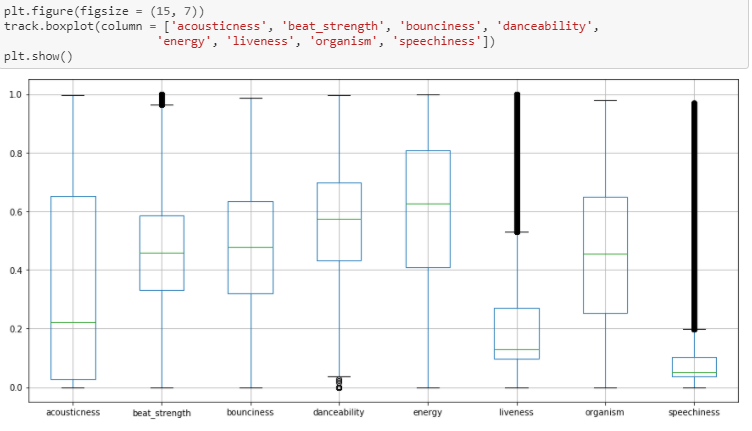 plt.figure(figsize = (15, 7))
track.boxplot(column = ['acousticness', 'beat_strength', 'bounciness', 'danceability',
'energy', 'liveness', 'organism', 'speechiness'])
plt.show()
1.0
0.8
0.6
0.4
0.2
0.0
acousticness beat_strength bounciness danceability energy liveness organism speechiness